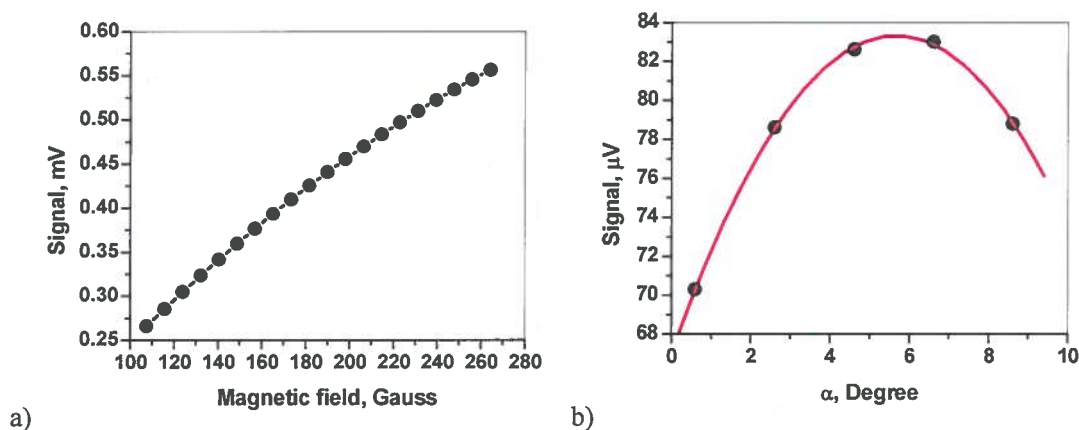 0.60
0.55
0.50
0.45
0.40
0.35
0.30
0.25
Signal, mV
100 120 140 160 180 200 220 240 260 280
Magnetic field, Gauss
a)
84
82
80
78
76
74
72
70
68
Signal, μV
0 2 4 6 8 10
α, Degree
b)